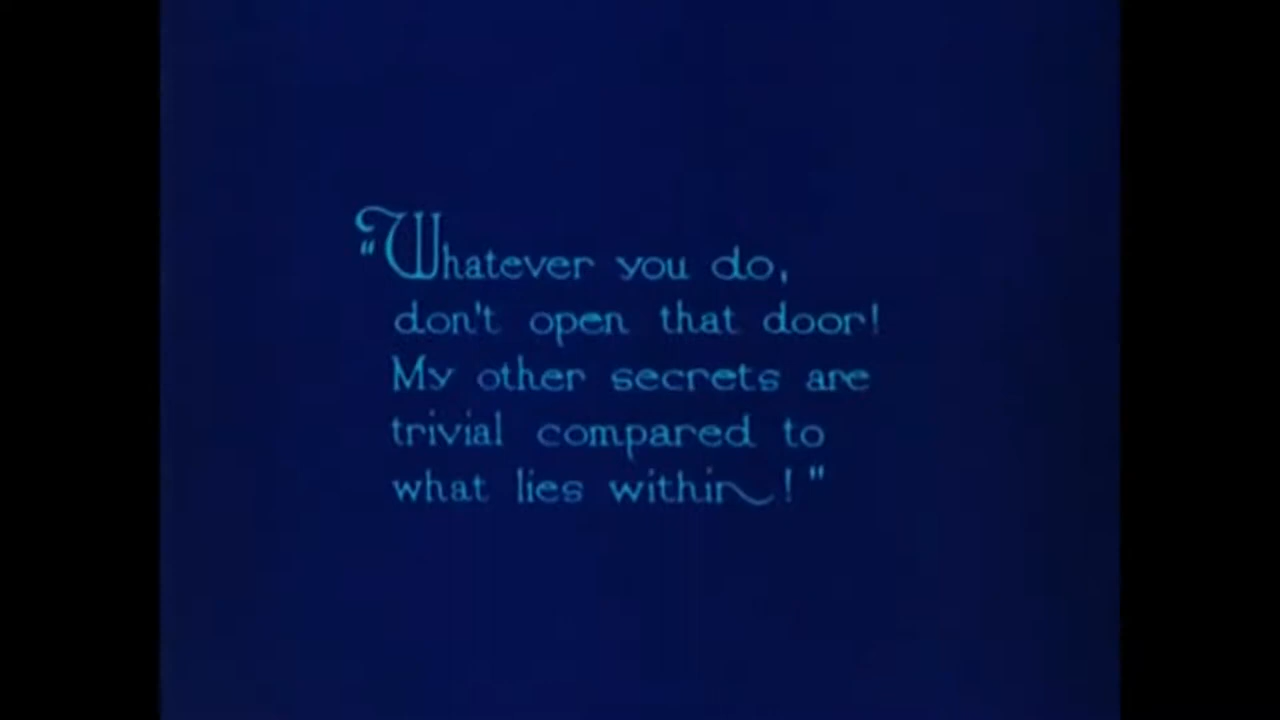 "Whatever you do,
don't open that door!
My other secrets are
trivial compared to
what lies within!"